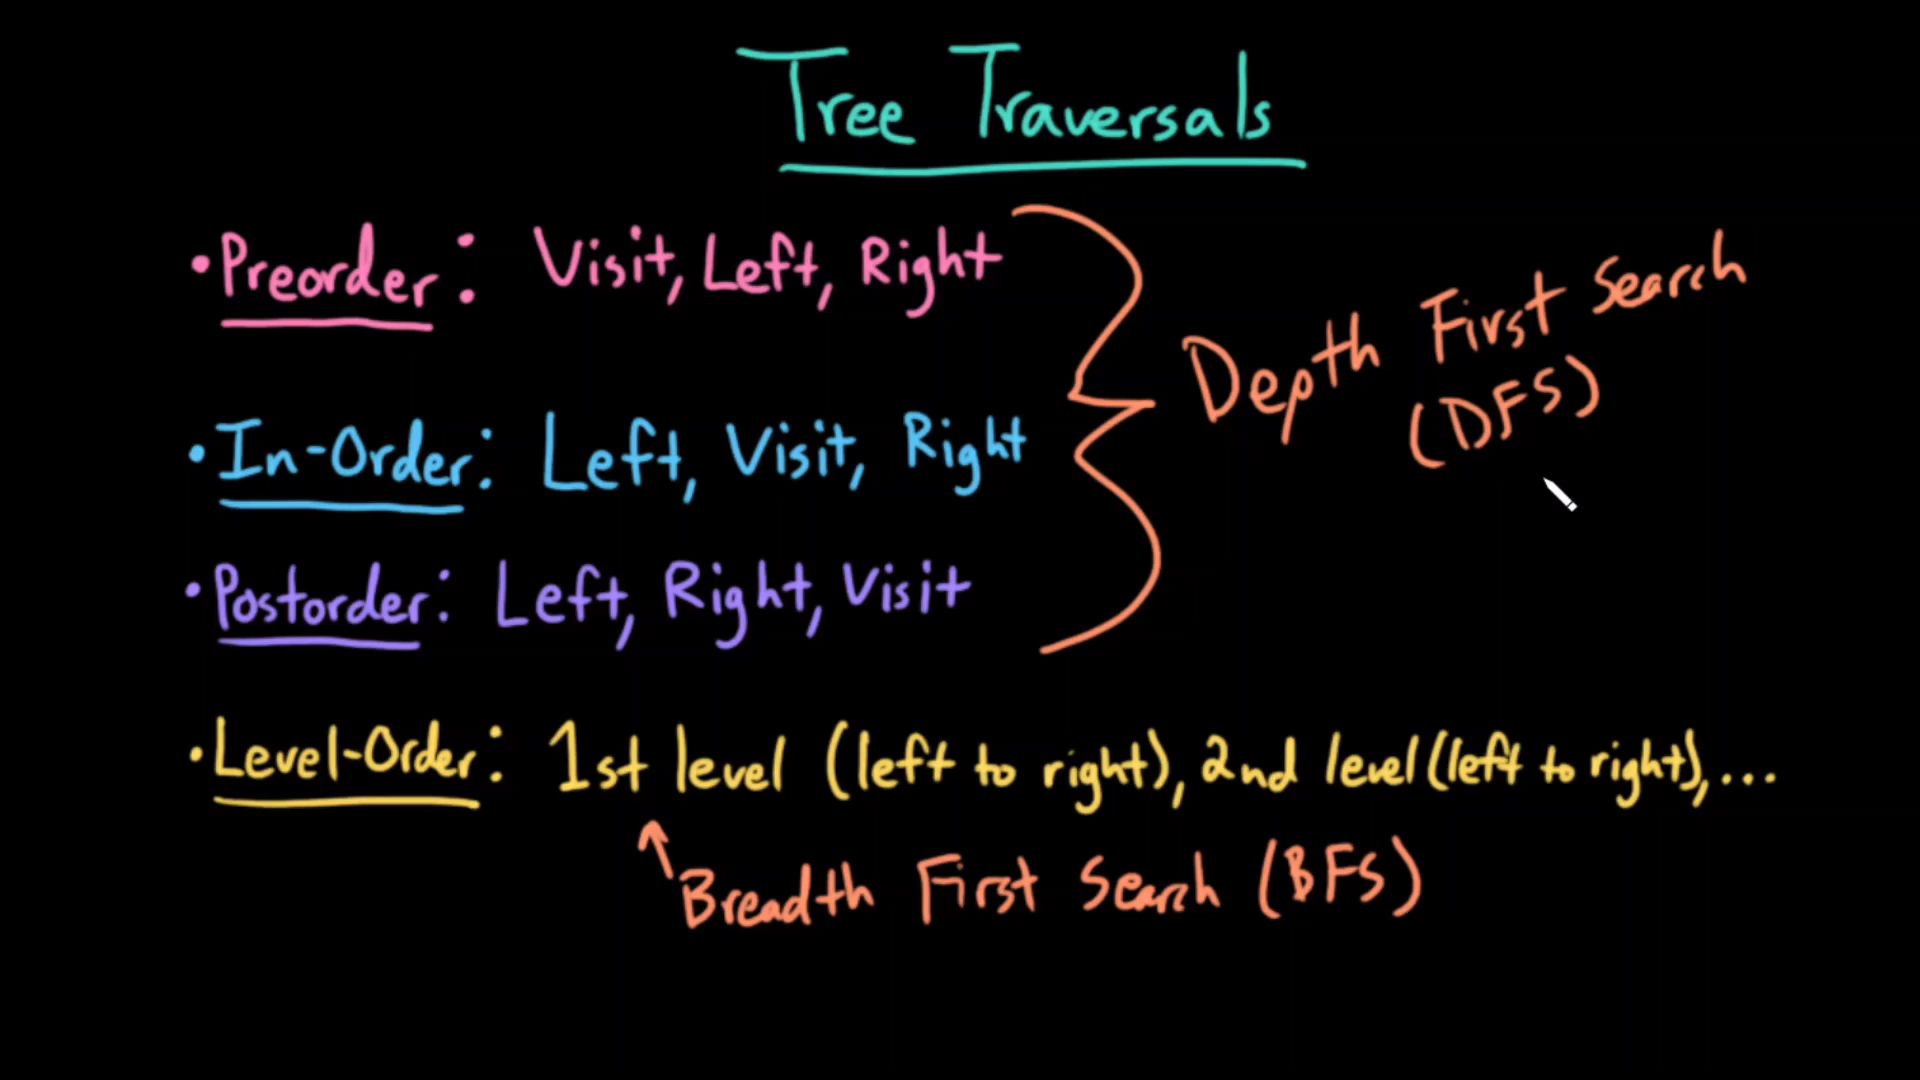 Tree Traversals
• Preorder: Visit, Left, Right
Depth First Search
(DFS)
• In-Order: Left, Visit, Right
• Postorder: Left, Right, Visit
• Level-Order: 1st level (left to right), 2nd level (left to right), ...
Breadth First Search (BFS)